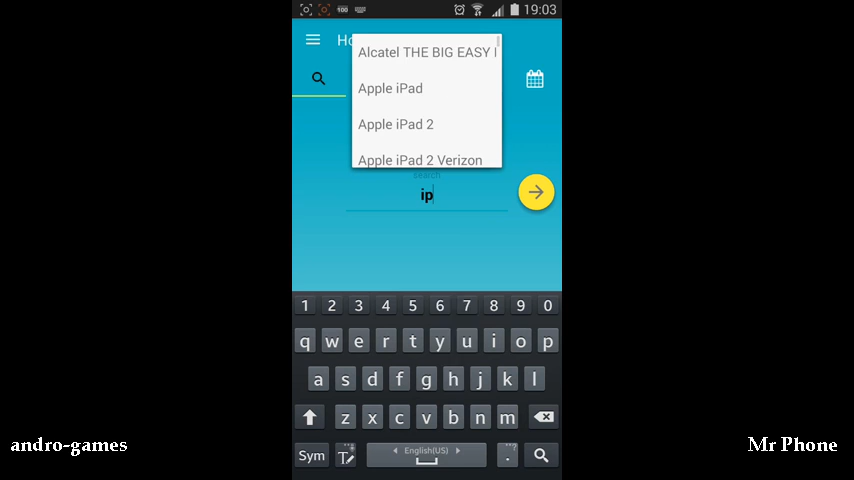 100
19:03
Ho
Alcatel THE BIG EASY
Apple iPad
Apple iPad 2
Apple iPad 2 Verizon
search
ip
1 2 3 4 5 6 7 8 9 0
q w e r t y u i o p
a s d f g h j k l
z x c v b n m
Sym
English(US)
.
andro-games
Mr Phone